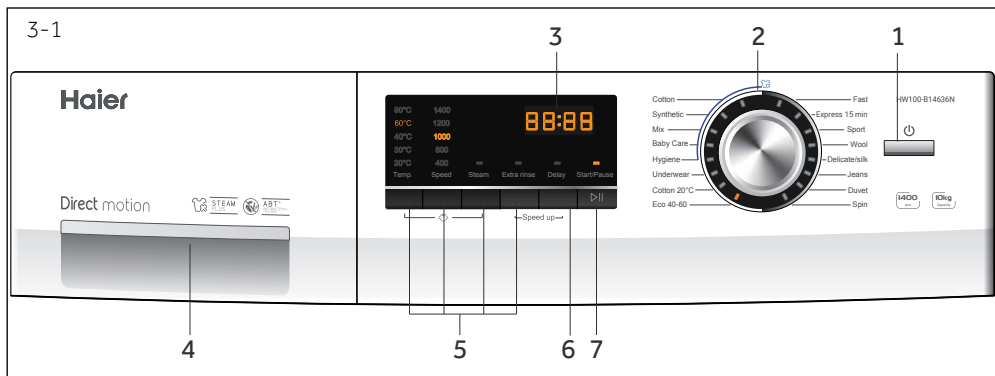 3-1
3
2
1
Haier
90°C 1400
60°C 1200
40°C 1000
30°C 800
20°C 400
88:88
Temp. Speed Steam Extra rinse Delay Start/Pause
Speed up
Cotton
Synthetic
Mix
Baby Care
Hygiene
Underwear
Cotton 20°C
Eco 40-60
Fast
Express 15 min
Sport
Wool
Delicate/silk
Jeans
Duvet
Spin
HW100-B14636N
Direct motion
STEAM
PLUS
ABT
1400
rpm
10kg
Capacity
4
5
6
7